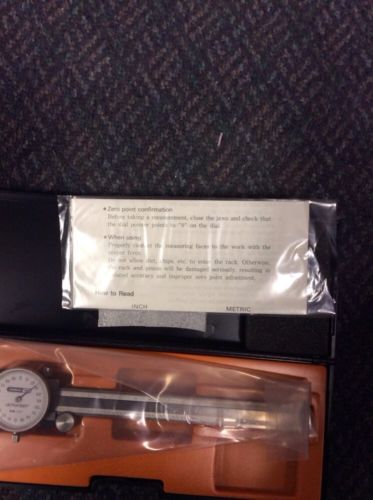 • Zero point confirmation
Before taking a measurement, close the jaws and check that
the dial pointer points to "0" on the dial.
• When using
Properly contact the measuring faces to the work with the
proper force.
Do not allow dirt, chips, etc. to enter the rack. Otherwise,
the rack and pinion will be damaged seriously, resulting in
reduced accuracy and improper zero point adjustment.
How to Read
INCH METRIC